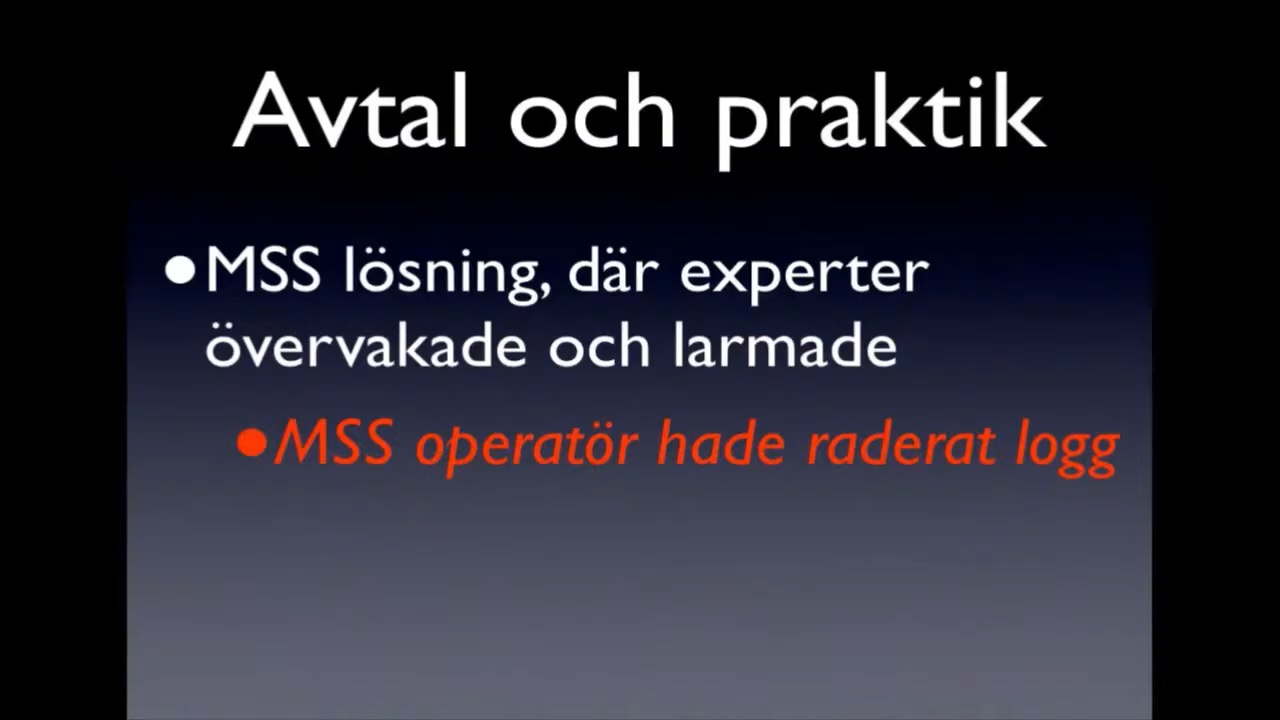 Avtal och praktik
•MSS lösning, där experter
övervakade och larmade
•MSS operatör hade raderat logg